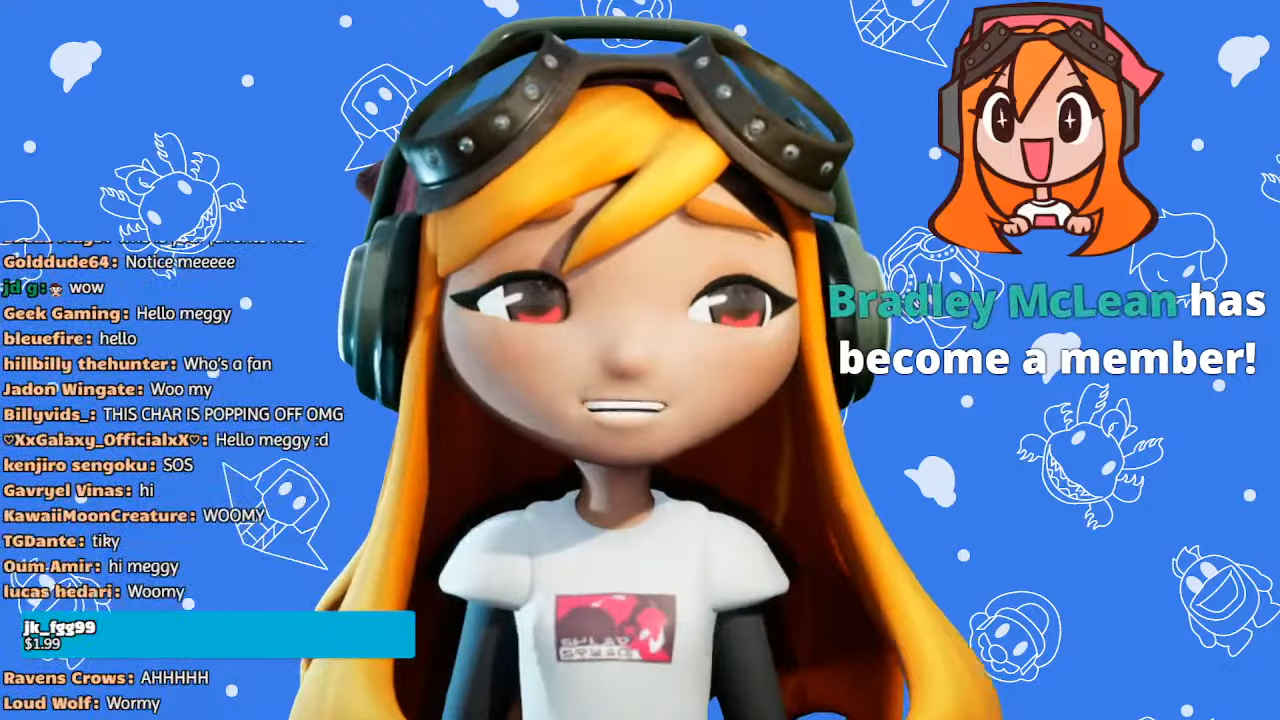 Golddude64: Notice meeeee
jd g: wow
Geek Gaming: Hello meggy
bleuefire: hello
hillbilly thehunter: Who's a fan
Jadon Wingate: Woo my
Billyvids_: THIS CHAR IS POPPING OFF OMG
♡XxGalaxy_OfficialxX♡: Hello meggy :d
kenjiro sengoku: SOS
Gavryel Vinas: hi
KawaiiMoonCreature: WOOMY
TGDante: tiky
Oum Amir: hi meggy
lucas hedari: Woomy
jk_fgg99
$1.99
Ravens Crows: AHHHHH
Loud Wolf: Wormy
Bradley McLean has
become a member!